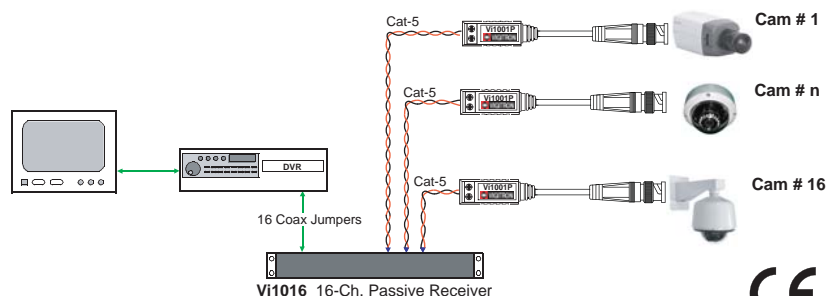 Cat-5
Vi1001P
Cam # 1
Cat-5
Vi1001P
Cam # n
DVR
Cat-5
Vi1001P
Cam # 16
16 Coax Jumpers
Vi1016 16-Ch. Passive Receiver
CE